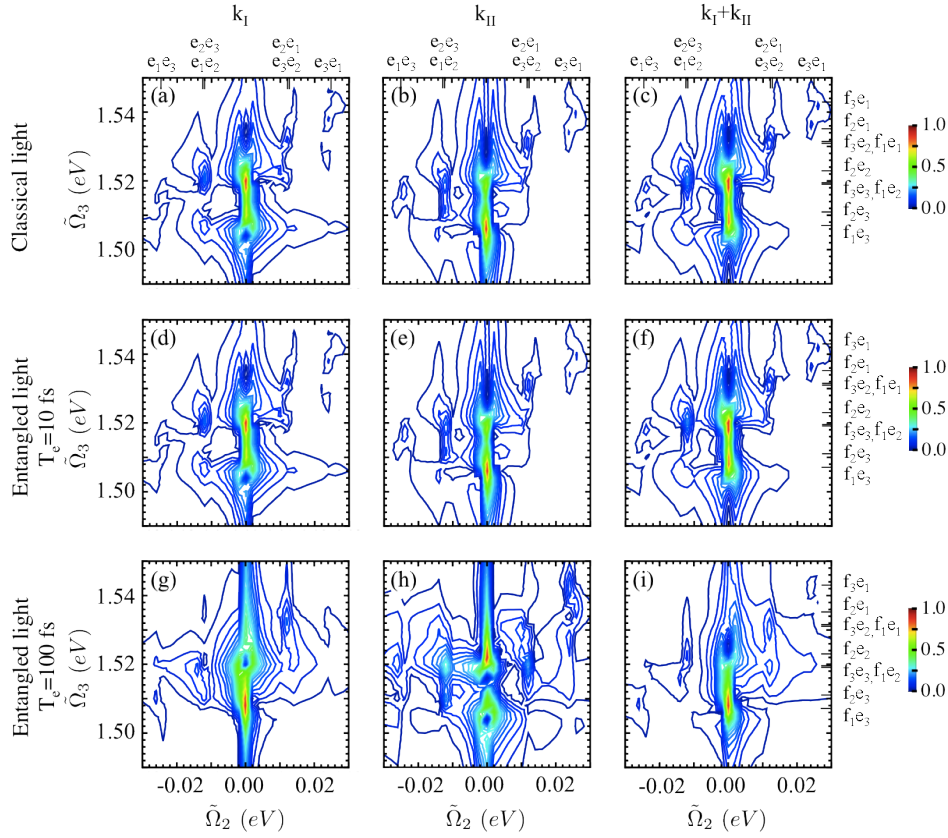 k_I k_II k_I+k_II
e₂e₃ e₂e₁ e₂e₃ e₂e₁ e₂e₃ e₂e₁
e₁e₃ e₁e₂ e₃e₂ e₃e₁ e₁e₃ e₁e₂ e₃e₂ e₃e₁ e₁e₃ e₁e₂ e₃e₂ e₃e₁
Classical light
Ω̃₃ (eV)
1.54
1.52
1.50
(a) (b) (c)
f₃e₁
f₂e₁
f₃e₂,f₁e₁
f₂e₂
f₃e₃,f₁e₂
f₂e₃
f₁e₃
1.0
0.5
0.0
Entangled light
T_e=10 fs
Ω̃₃ (eV)
1.54
1.52
1.50
(d) (e) (f)
f₃e₁
f₂e₁
f₃e₂,f₁e₁
f₂e₂
f₃e₃,f₁e₂
f₂e₃
f₁e₃
1.0
0.5
0.0
Entangled light
T_e=100 fs
Ω̃₃ (eV)
1.54
1.52
1.50
(g) (h) (i)
f₃e₁
f₂e₁
f₃e₂,f₁e₁
f₂e₂
f₃e₃,f₁e₂
f₂e₃
f₁e₃
1.0
0.5
0.0
-0.02 0.00 0.02 -0.02 0.00 0.02 -0.02 0.00 0.02
Ω̃₂ (eV) Ω̃₂ (eV) Ω̃₂ (eV)